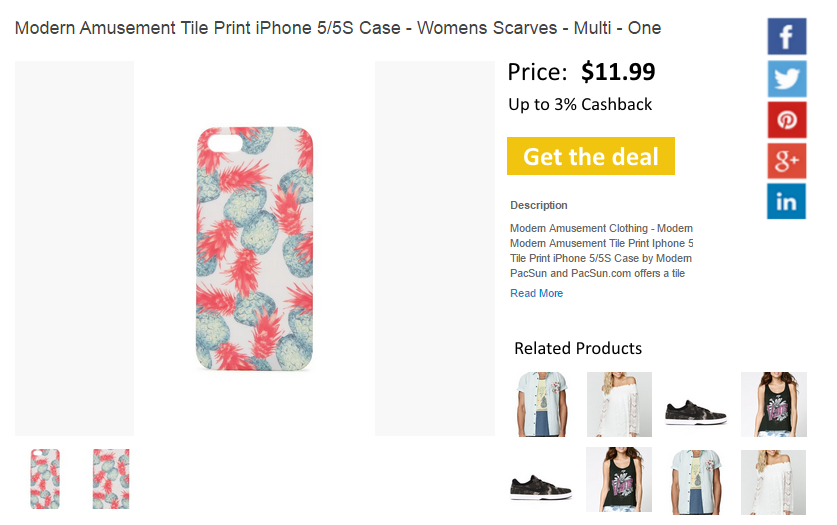 Modern Amusement Tile Print iPhone 5/5S Case - Womens Scarves - Multi - One
Price: $11.99
Up to 3% Cashback
Get the deal
Description
Modern Amusement Clothing - Modern
Modern Amusement Tile Print Iphone 5
Tile Print iPhone 5/5S Case by Modern
PacSun and PacSun.com offers a tile
Read More
Related Products
f
g+
in